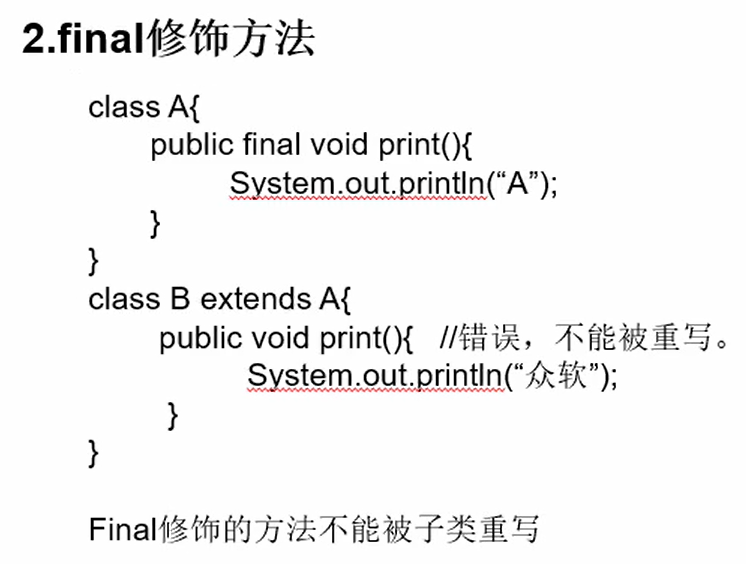 2.final修饰方法
class A{
public final void print(){
System.out.println(“A”);
}
}
class B extends A{
public void print(){ //错误，不能被重写。
System.out.println(“众软”);
}
}
Final修饰的方法不能被子类重写